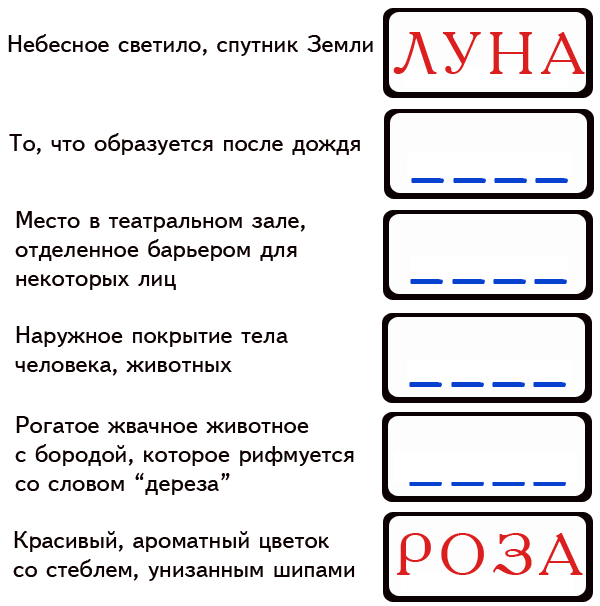 Небесное светило, спутник Земли
ЛУНА
То, что образуется после дождя
Место в театральном зале,
отделенное барьером для
некоторых лиц
Наружное покрытие тела
человека, животных
Рогатое жвачное животное
с бородой, которое рифмуется
со словом “дереза”
Красивый, ароматный цветок
со стеблем, унизанным шипами
РОЗА